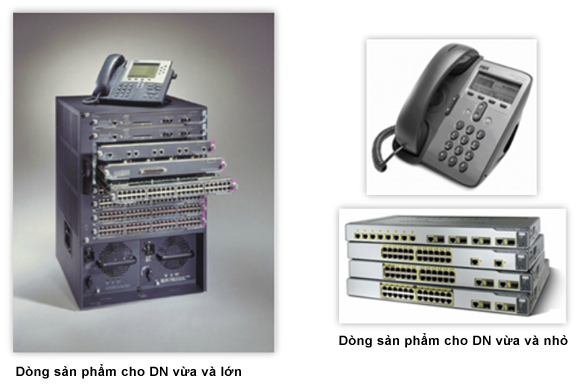 Dòng sản phẩm cho DN vừa và nhỏ
Dòng sản phẩm cho DN vừa và lớn